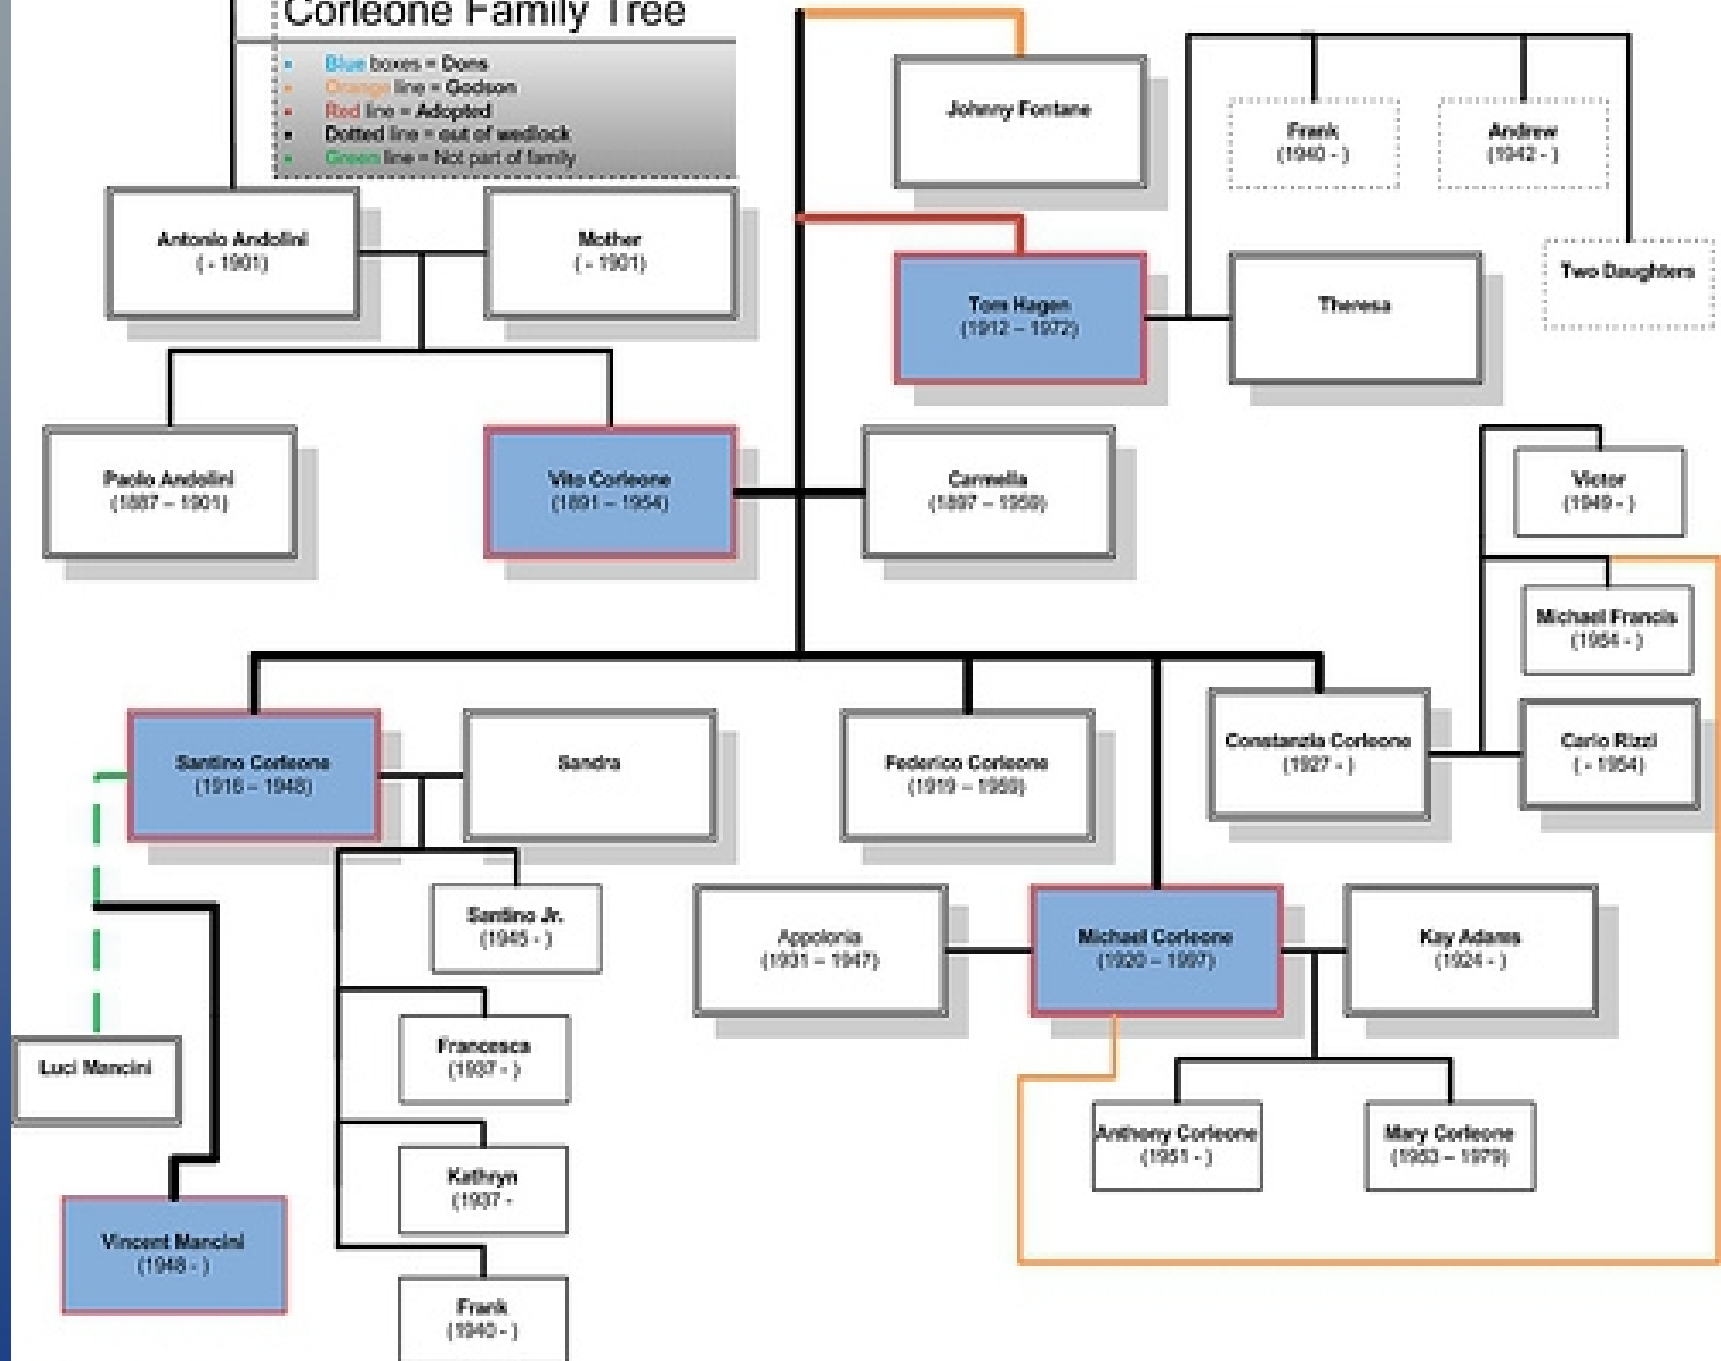 Corleone Family Tree
Blue boxes = Dons
Orange line = Godson
Red line = Adopted
Dotted line = out of wedlock
Green line = Not part of family
Johnny Fontane
Frank
(1940 - )
Andrew
(1942 - )
Two Daughters
Antonio Andolini
( - 1901)
Mother
( - 1901)
Tom Hagen
(1912 – 1972)
Theresa
Paolo Andolini
(1887 – 1901)
Vito Corleone
(1891 – 1954)
Carmella
(1897 – 1959)
Victor
(1949 - )
Michael Francis
(1954 - )
Santino Corleone
(1916 – 1948)
Sandra
Federico Corleone
(1919 – 1959)
Constanzia Corleone
(1927 - )
Carlo Rizzi
( - 1954)
Santino Jr.
(1945 - )
Appolonia
(1931 – 1947)
Michael Corleone
(1920 – 1997)
Kay Adams
(1924 - )
Luci Mancini
Francesca
(1937 - )
Anthony Corleone
(1951 - )
Mary Corleone
(1953 – 1979)
Kathryn
(1937 -
Vincent Mancini
(1948 - )
Frank
(1940 - )